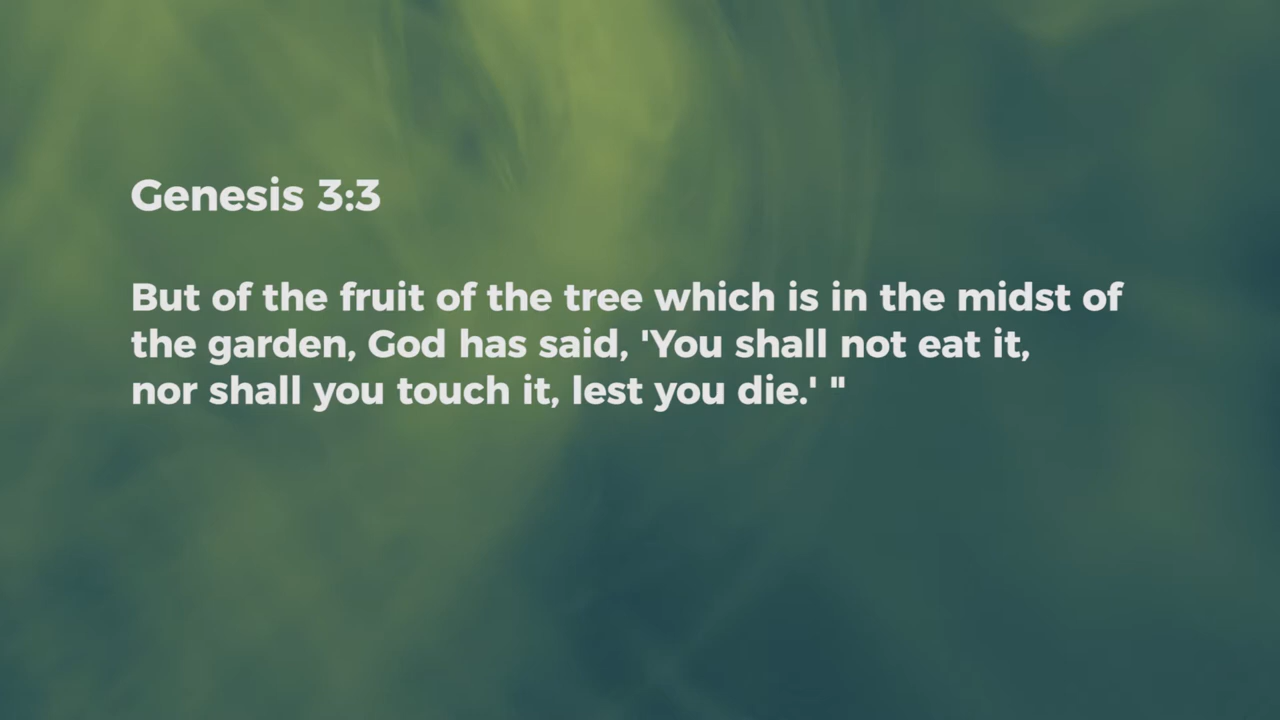 Genesis 3:3
But of the fruit of the tree which is in the midst of
the garden, God has said, 'You shall not eat it,
nor shall you touch it, lest you die.' "